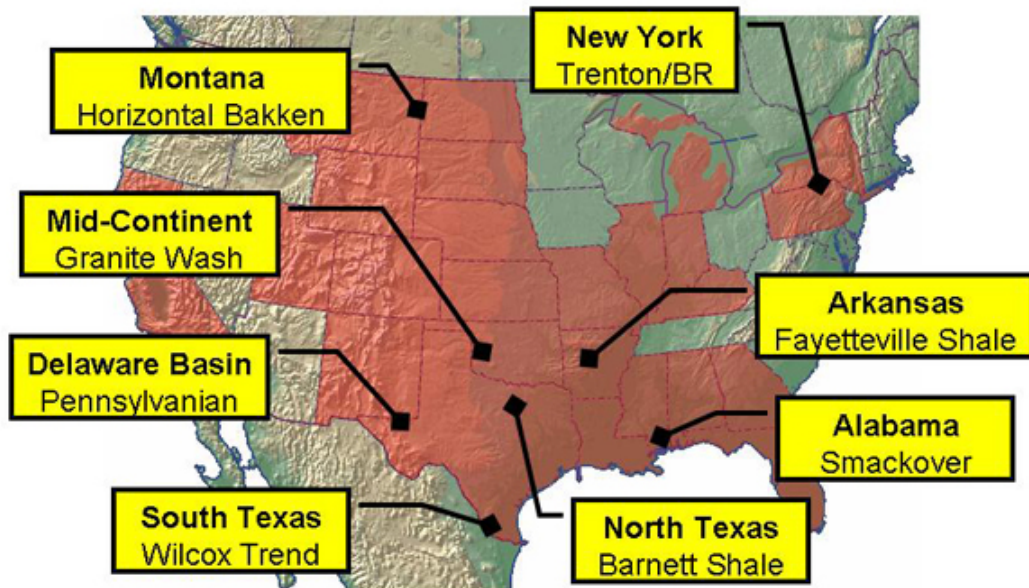 New York
Trenton/BR
Montana
Horizontal Bakken
Mid-Continent
Granite Wash
Arkansas
Fayetteville Shale
Delaware Basin
Pennsylvanian
Alabama
Smackover
South Texas
Wilcox Trend
North Texas
Barnett Shale